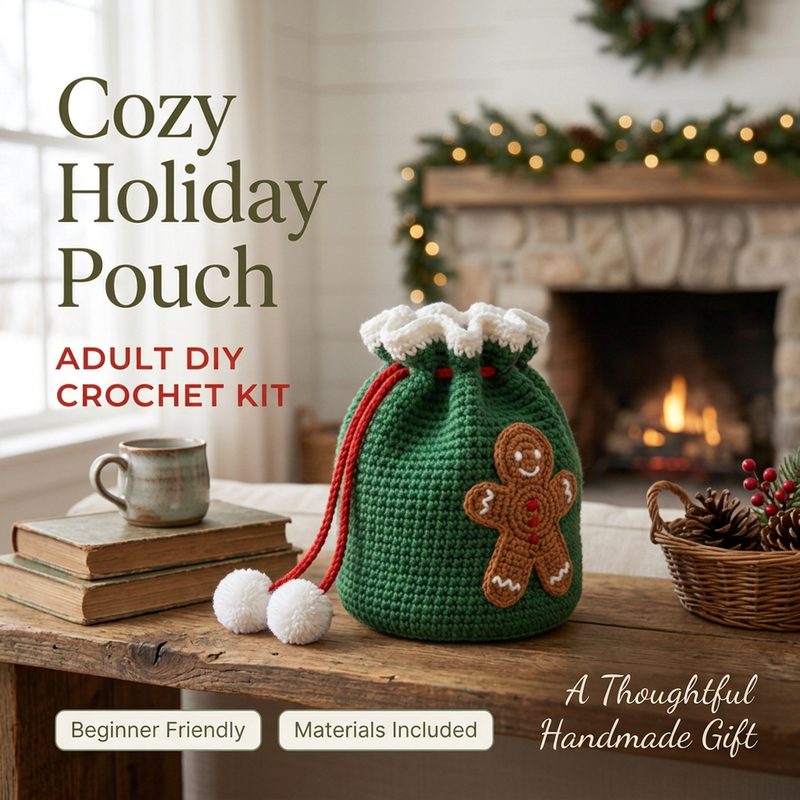 Cozy
Holiday
Pouch
ADULT DIY
CROCHET KIT
Beginner Friendly
Materials Included
A Thoughtful
Handmade Gift